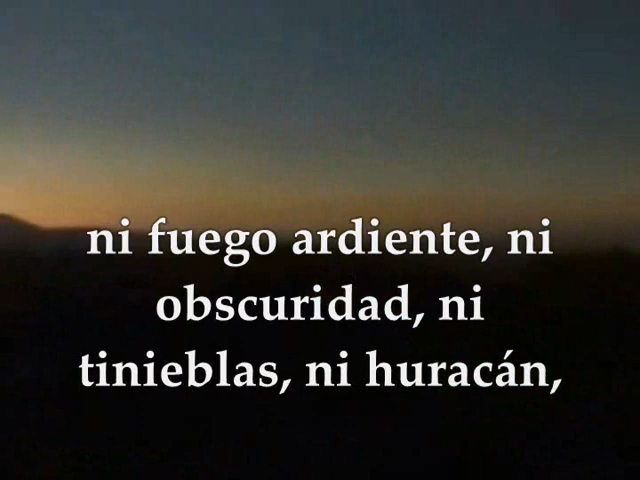 ni fuego ardiente, ni
obscuridad, ni
tinieblas, ni huracán,